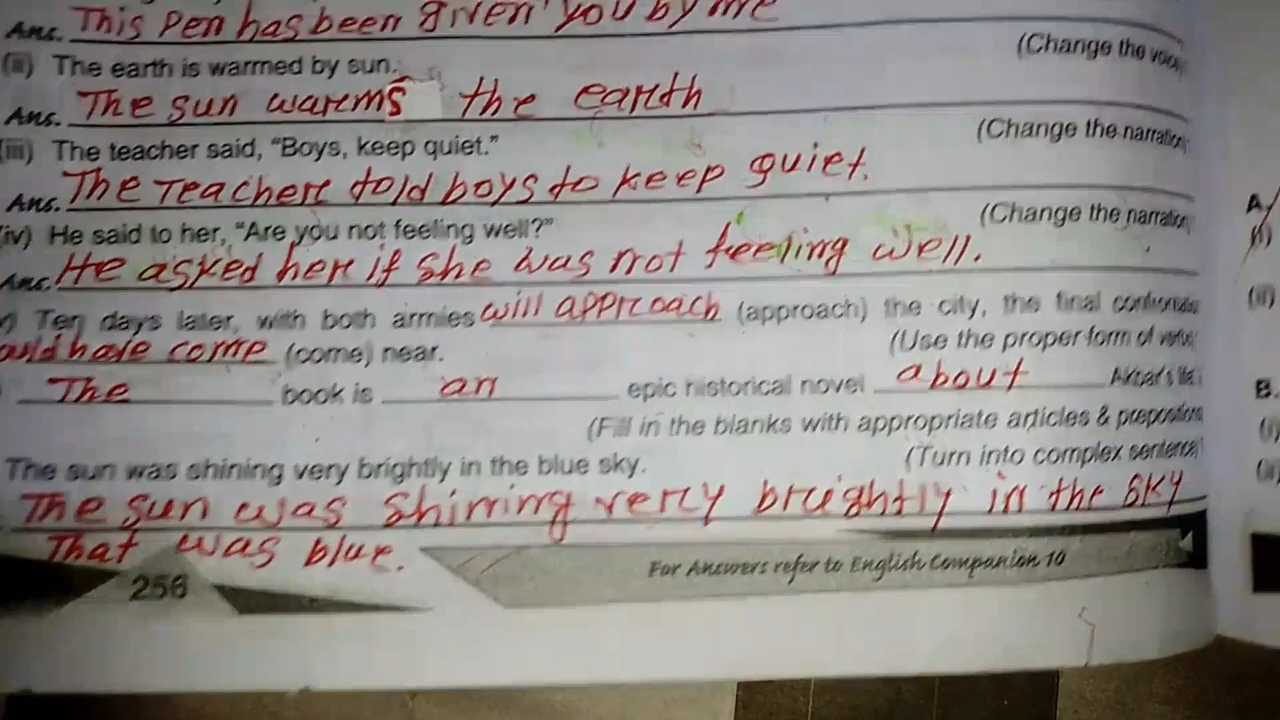 Ans. This Pen has been given you by me
(ii) The earth is warmed by sun. (Change the voice
Ans. The sun warms the earth
(iii) The teacher said, "Boys, keep quiet." (Change the narration
Ans. The Teacher told boys to keep quiet.
(iv) He said to her, "Are you not feeling well?" (Change the narration
Ans. He asked her if she was not feeling well.
Ten days later, with both armies will approach (approach) the city, the final
have come (come) near. (Use the proper form of
The book is an epic historical novel about Akbar's
(Fill in the blanks with appropriate articles & prepositions
The sun was shining very brightly in the blue sky. (Turn into complex sentence)
The sun was shining very brightly in the sky
That was blue.
256
For Answers refer to English Companion 10
A.
(ii)
B.